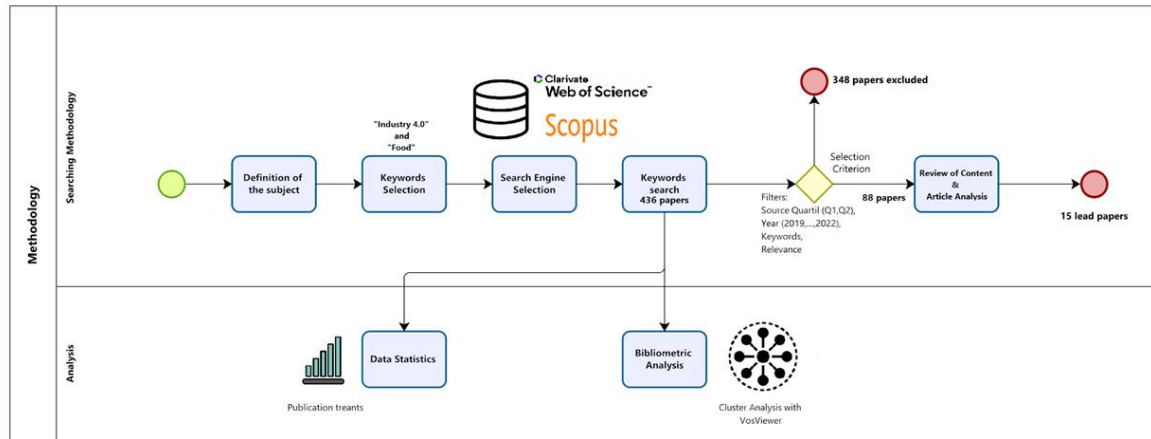 Methodology
Searching Methodology
Definition of
the subject
"Industry 4.0"
and
"Food"
Keywords
Selection
Clarivate
Web of Science™
Scopus
Search Engine
Selection
Keywords
search
436 papers
348 papers excluded
Selection
Criterion
Filters:
Source Quartil (Q1,Q2),
Year (2019,...,2022),
Keywords,
Relevance
88 papers
Review of Content
&
Article Analysis
15 lead papers
Analysis
Data Statistics
Publication treants
Bibliometric
Analysis
Cluster Analysis with
VosViewer